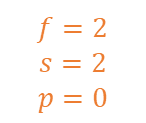 f = 2
s = 2
p = 0